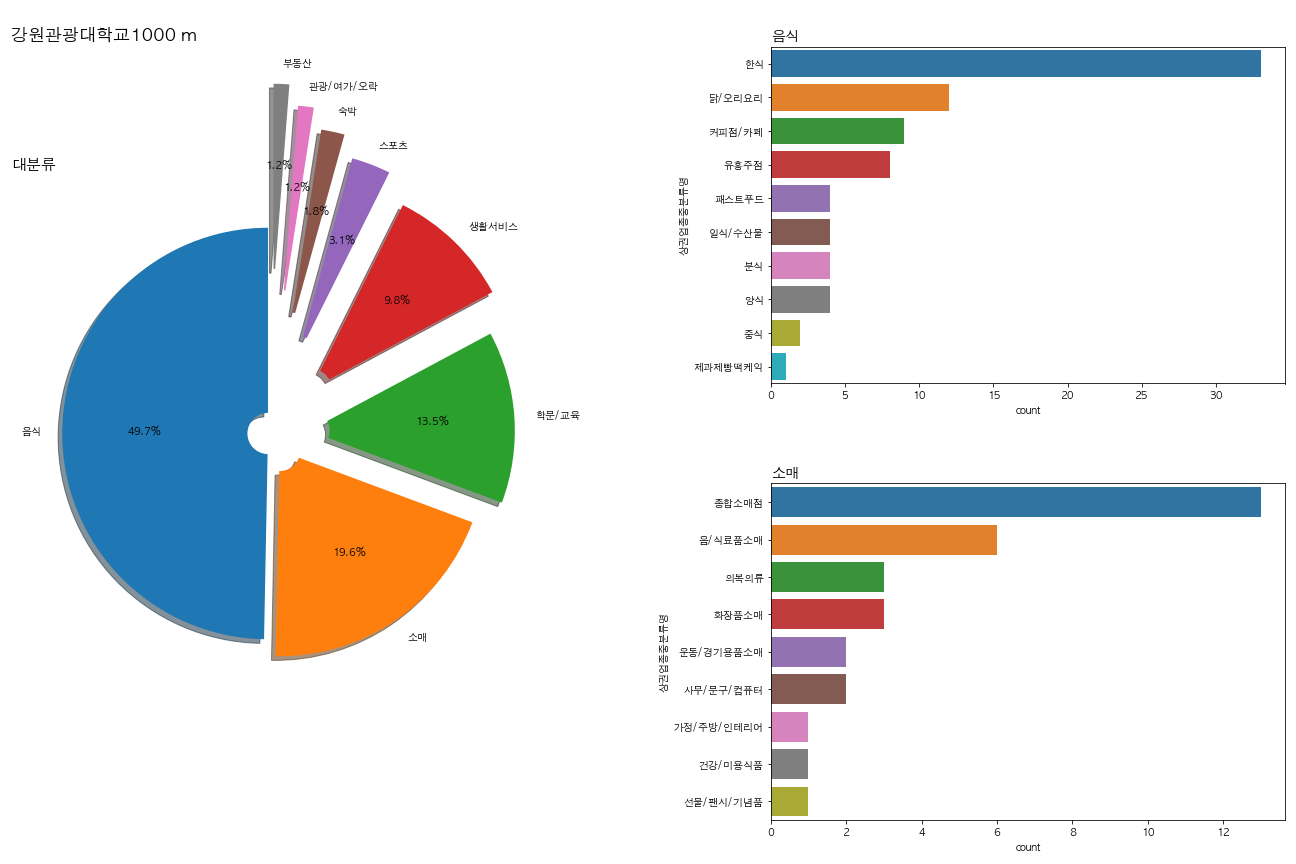 강원관광대학교1000 m
대분류
부동산
관광/여가/오락
숙박
스포츠
생활서비스
학문/교육
소매
음식
1.2%
1.2%
1.8%
3.1%
9.8%
13.5%
19.6%
49.7%
음식
상권업종중분류명
한식
닭/오리요리
커피점/카페
유흥주점
패스트푸드
일식/수산물
분식
양식
중식
제과제빵떡케익
0 5 10 15 20 25 30
count
소매
상권업종중분류명
종합소매점
음/식료품소매
의복의류
화장품소매
운동/경기용품소매
사무/문구/컴퓨터
가정/주방/인테리어
건강/미용식품
선물/팬시/기념품
0 2 4 6 8 10 12
count